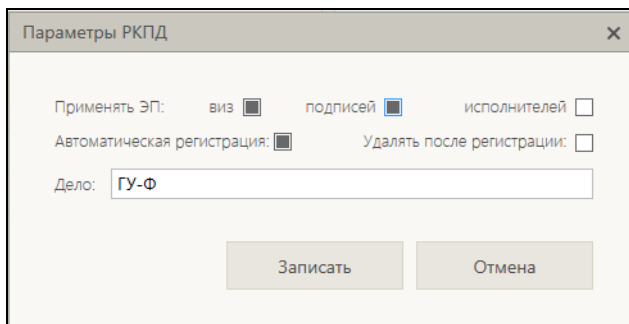 Параметры РКПД
Применять ЭП: виз подписей исполнителей
Автоматическая регистрация: Удалять после регистрации:
Дело: ГУ-Ф
Записать Отмена